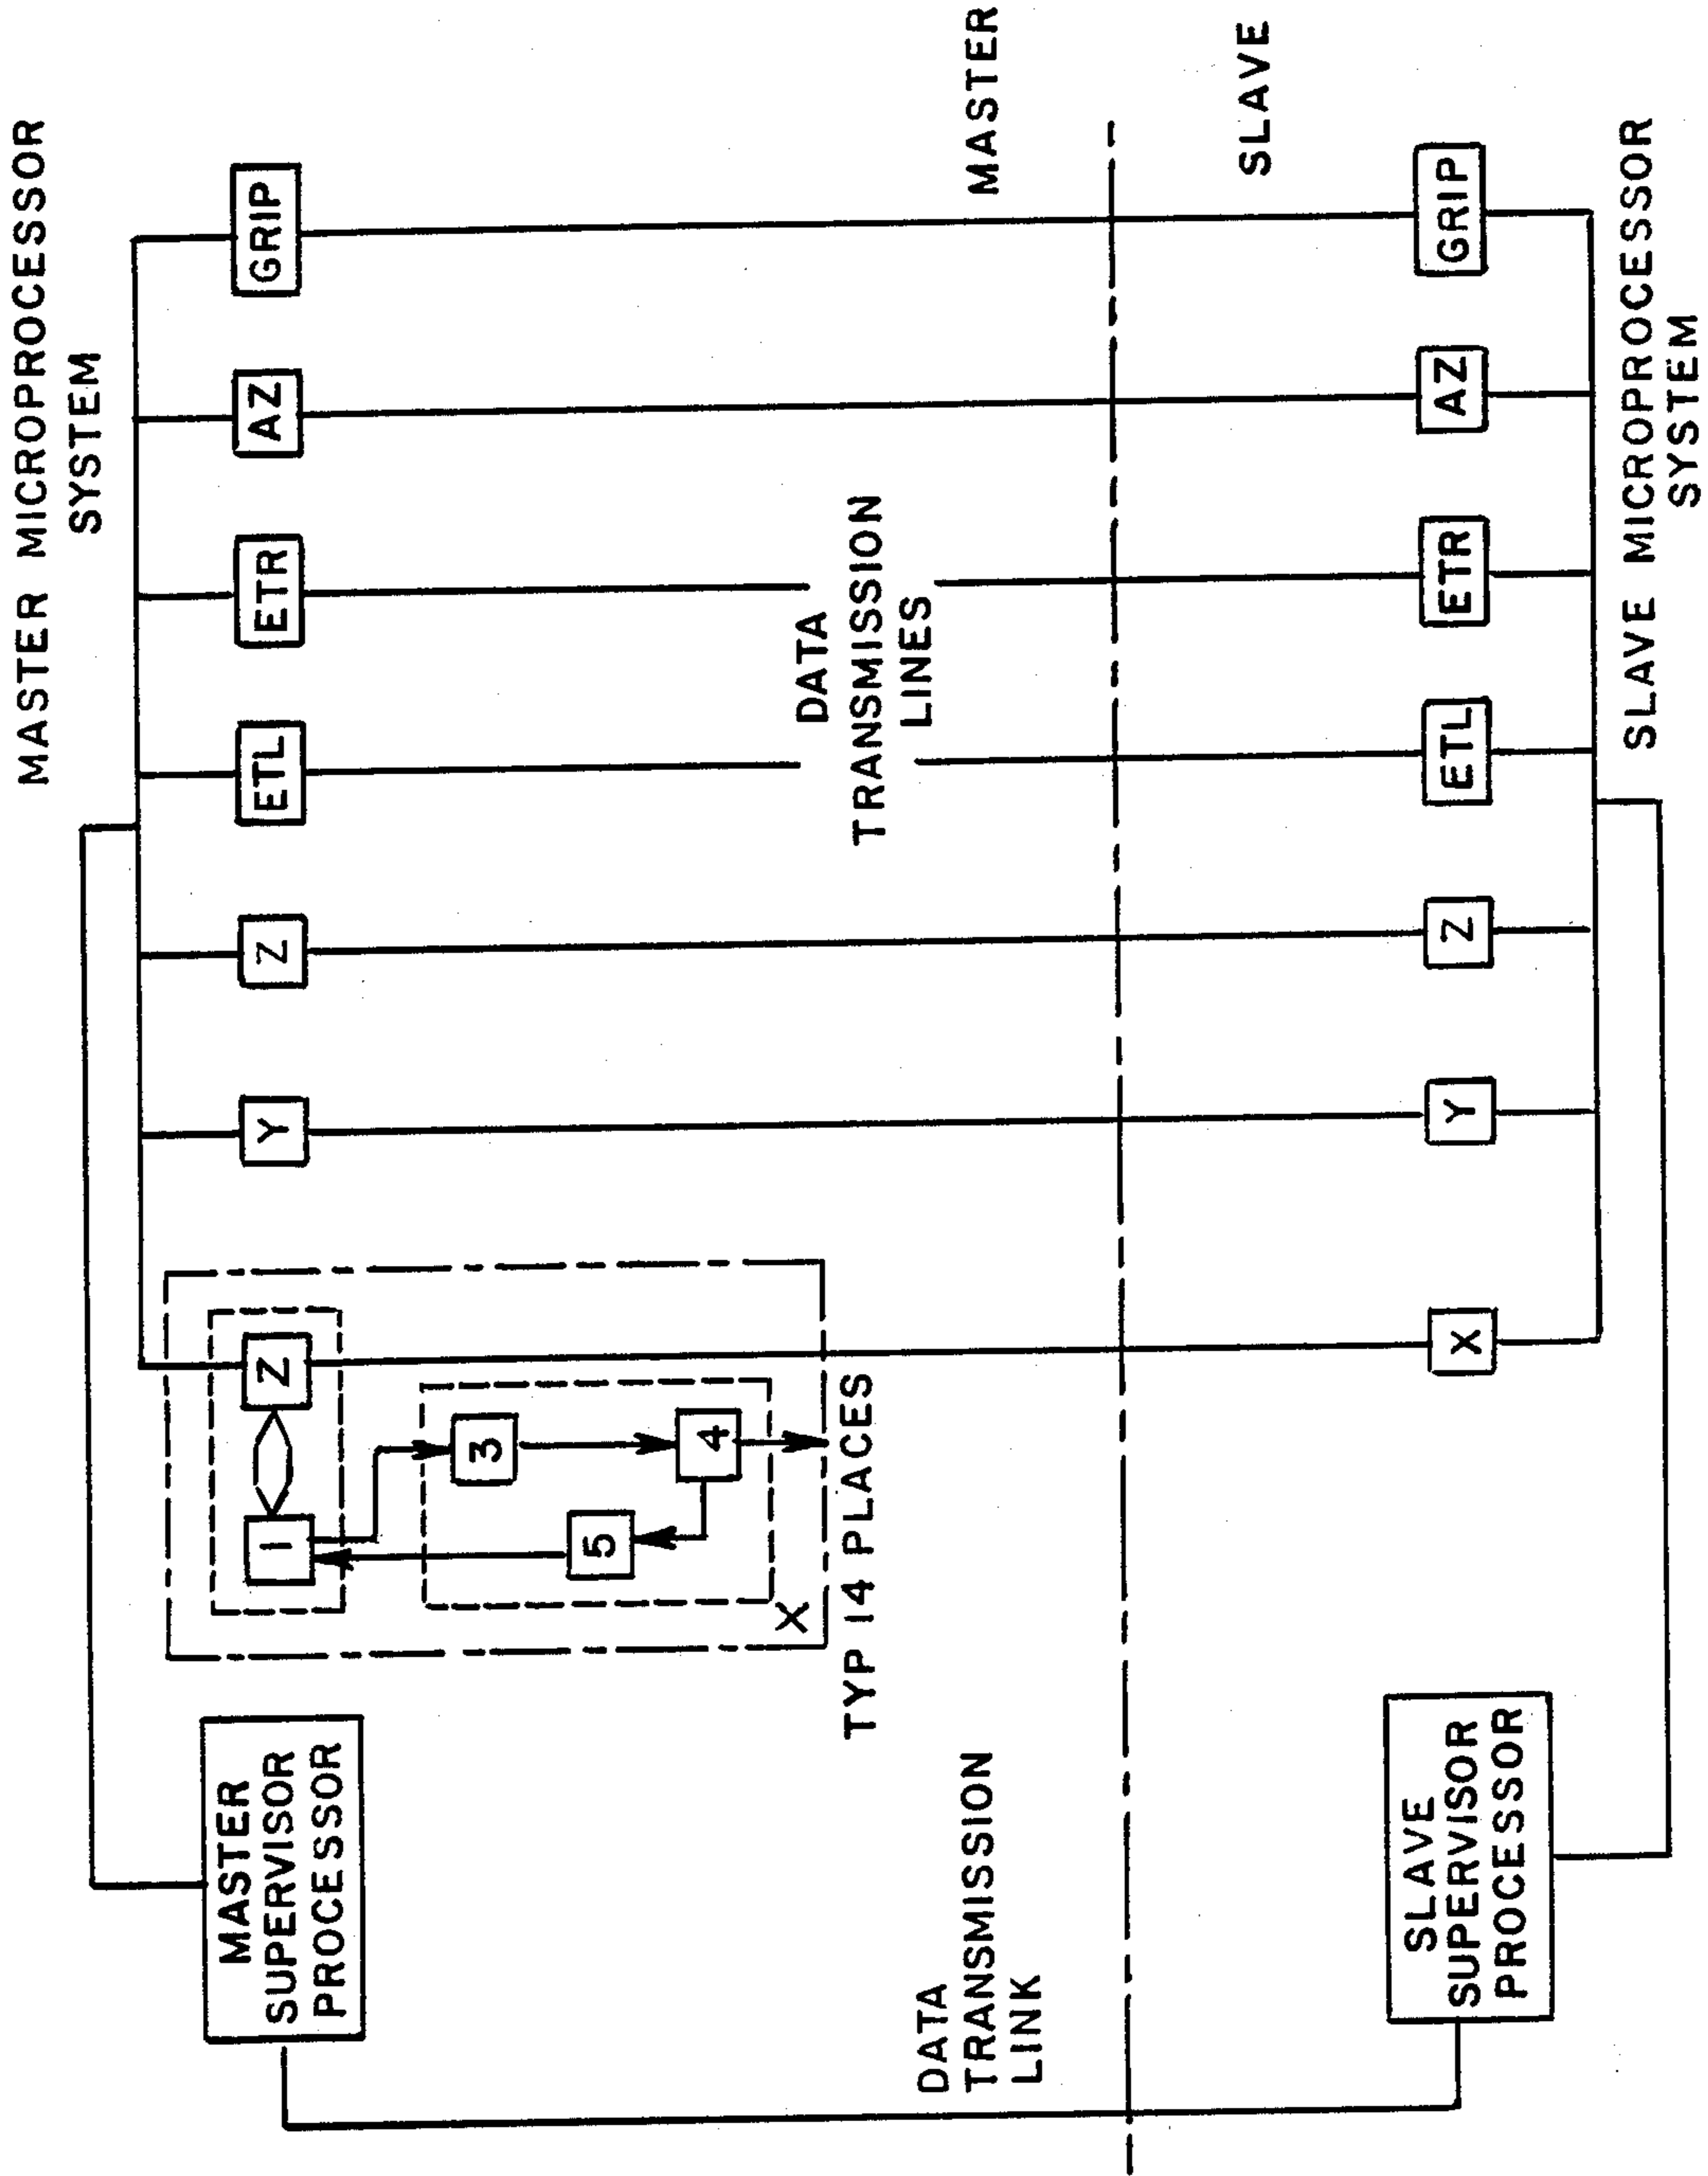 MASTER MICROPROCESSOR
SYSTEM
MASTER
SUPERVISOR
PROCESSOR
1
Z
Y
Z
ETL
ETR
AZ
GRIP
3
5
4
X
TYP 14 PLACES
DATA
TRANSMISSION
LINES
DATA
TRANSMISSION
LINK
MASTER
SLAVE
SLAVE
SUPERVISOR
PROCESSOR
X
Y
Z
ETL
ETR
AZ
GRIP
SLAVE MICROPROCESSOR
SYSTEM